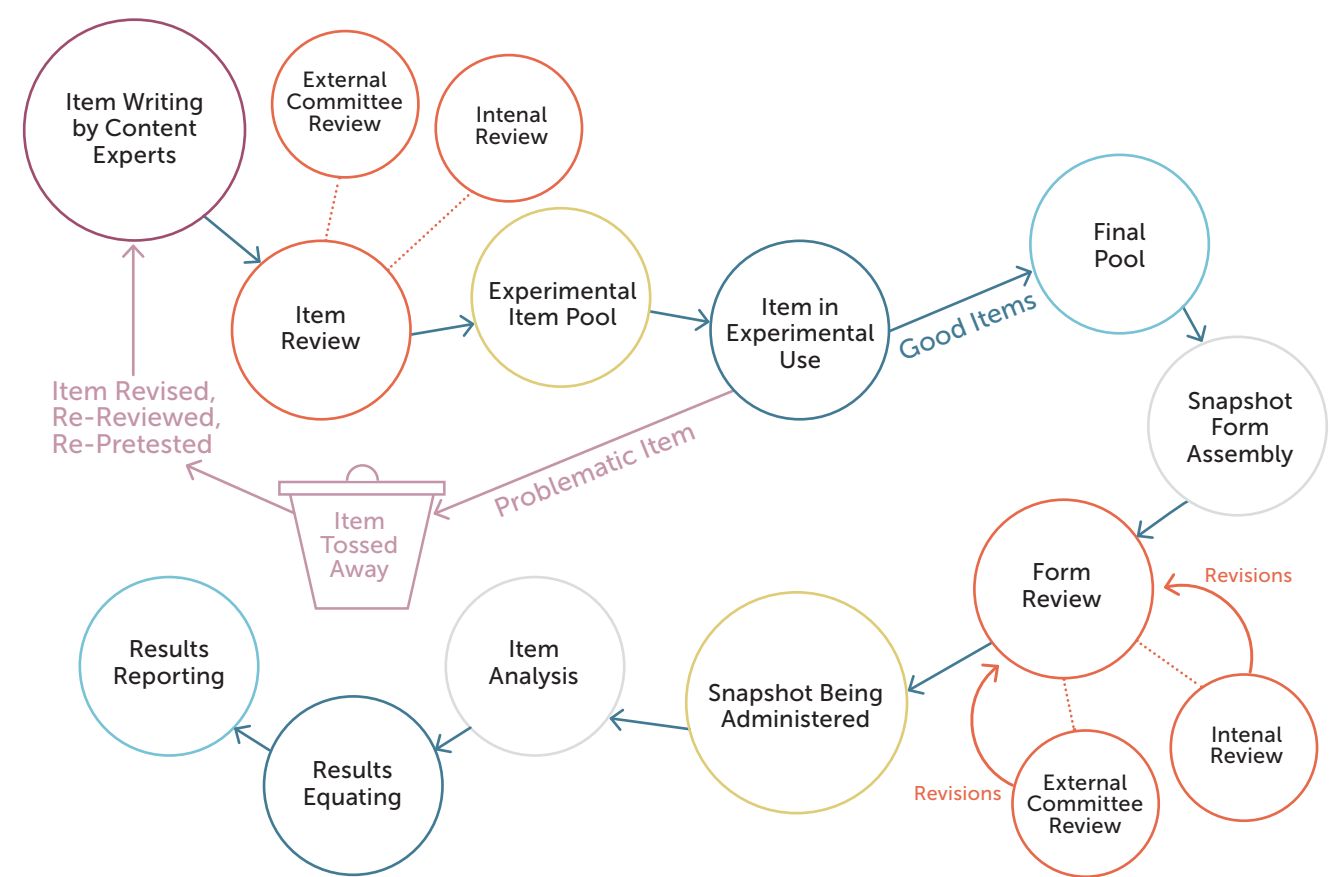 Item Writing
by Content
Experts
External
Committee
Review
Intenal
Review
Item
Review
Experimental
Item Pool
Item in
Experimental
Use
Good Items
Final
Pool
Snapshot
Form
Assembly
Problematic Item
Item
Tossed
Away
Item Revised,
Re-Reviewed,
Re-Pretested
Form
Review
Revisions
Intenal
Review
External
Committee
Review
Revisions
Snapshot Being
Administered
Item
Analysis
Results
Equating
Results
Reporting